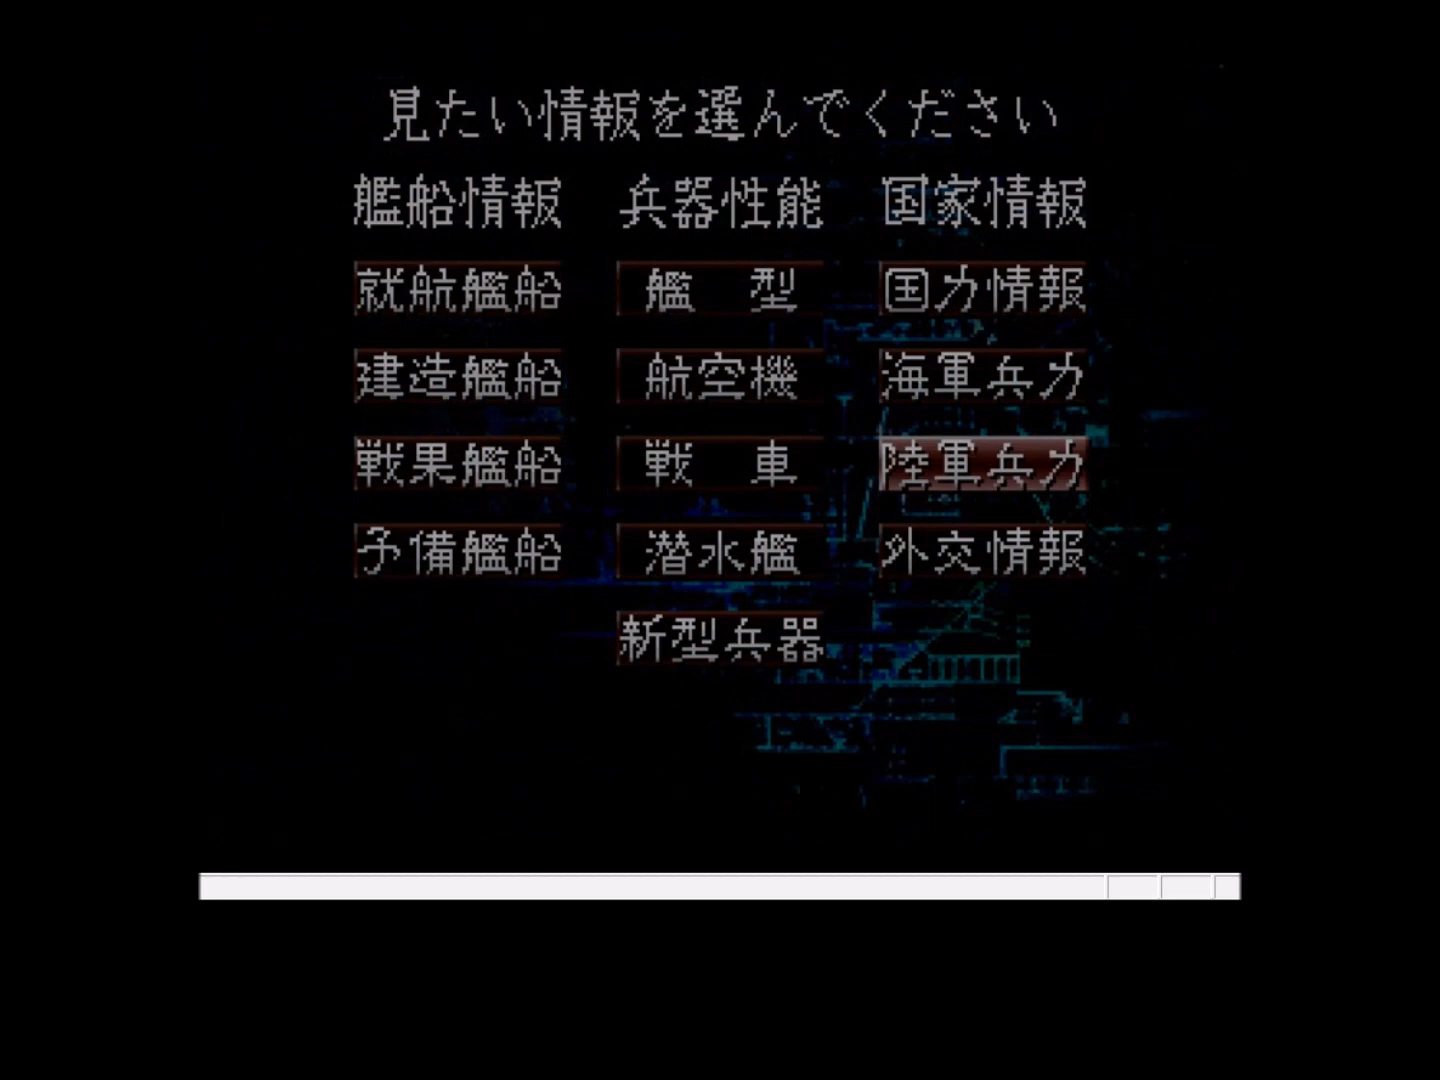 見たい情報を選んでください
艦船情報 兵器性能 国家情報
就航艦船 艦　型 国力情報
建造艦船 航空機 海軍兵力
戦果艦船 戦　車 陸軍兵力
予備艦船 潜水艦 外交情報
新型兵器